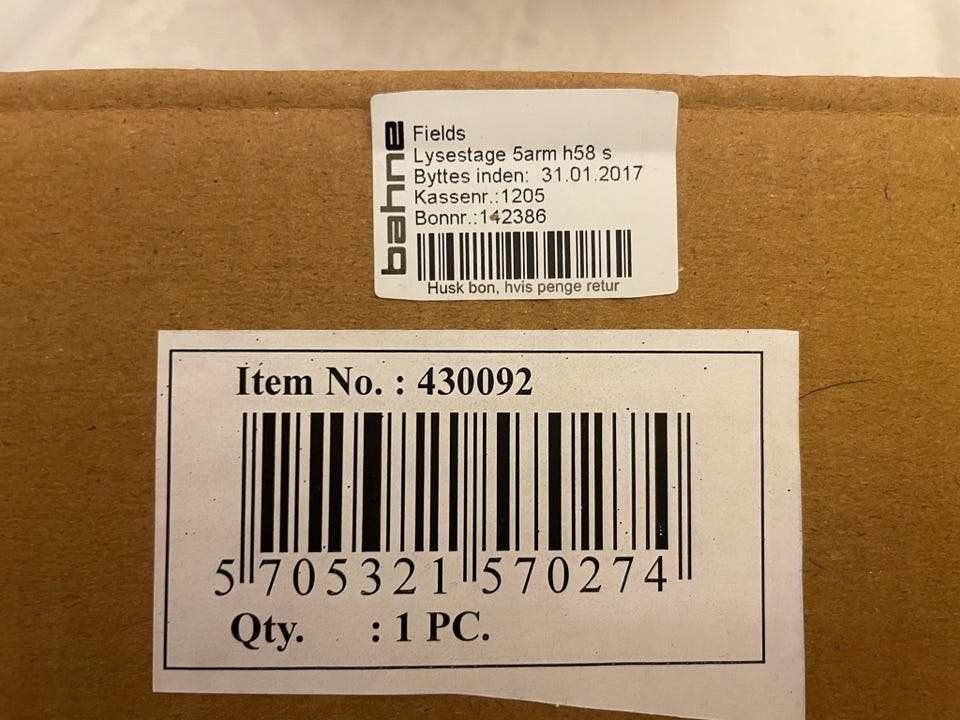 bahne
Fields
Lysestage 5arm h58 s
Byttes inden: 31.01.2017
Kassenr.:1205
Bonnr.:142386
Husk bon, hvis penge retur
Item No. : 430092
5 705321 570274
Qty. : 1 PC.